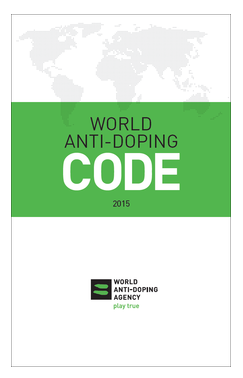 WORLD
ANTI-DOPING
CODE
2015
WORLD
ANTI-DOPING
AGENCY
play true